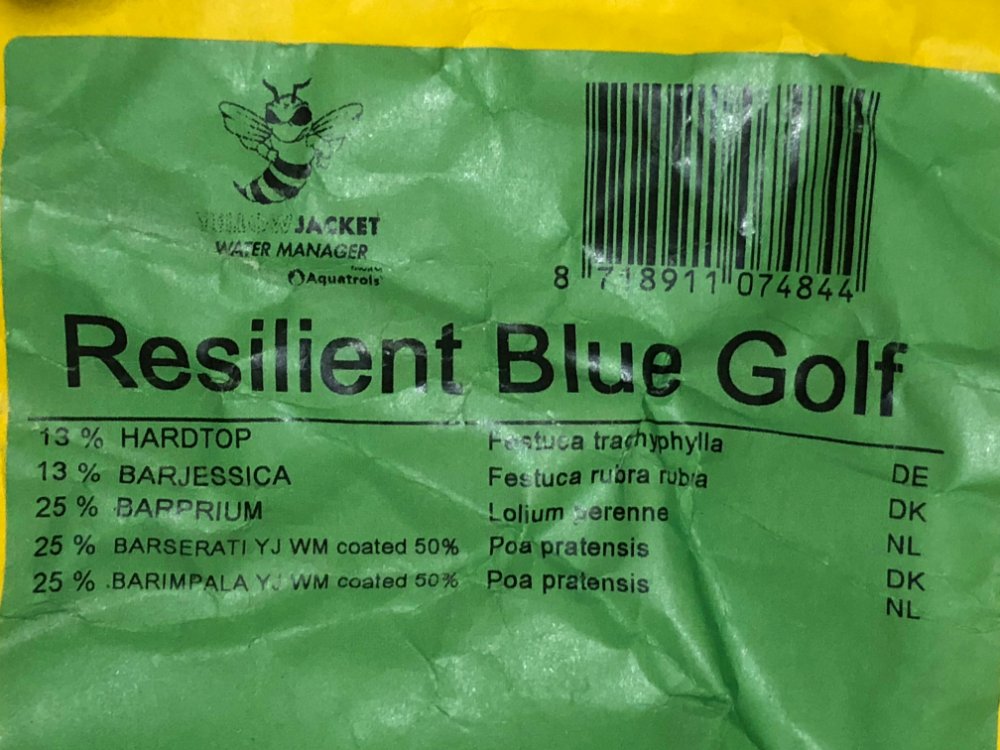 YELLOWJACKET
WATER MANAGER
Aquatrols
8 718911 074844
Resilient Blue Golf
13 % HARDTOP Festuca trachyphylla
13 % BARJESSICA Festuca rubra rubra DE
25 % BARPRIUM Lolium perenne DK
25 % BARSERATI YJ WM coated 50% Poa pratensis NL
25 % BARIMPALA YJ WM coated 50% Poa pratensis DK
NL